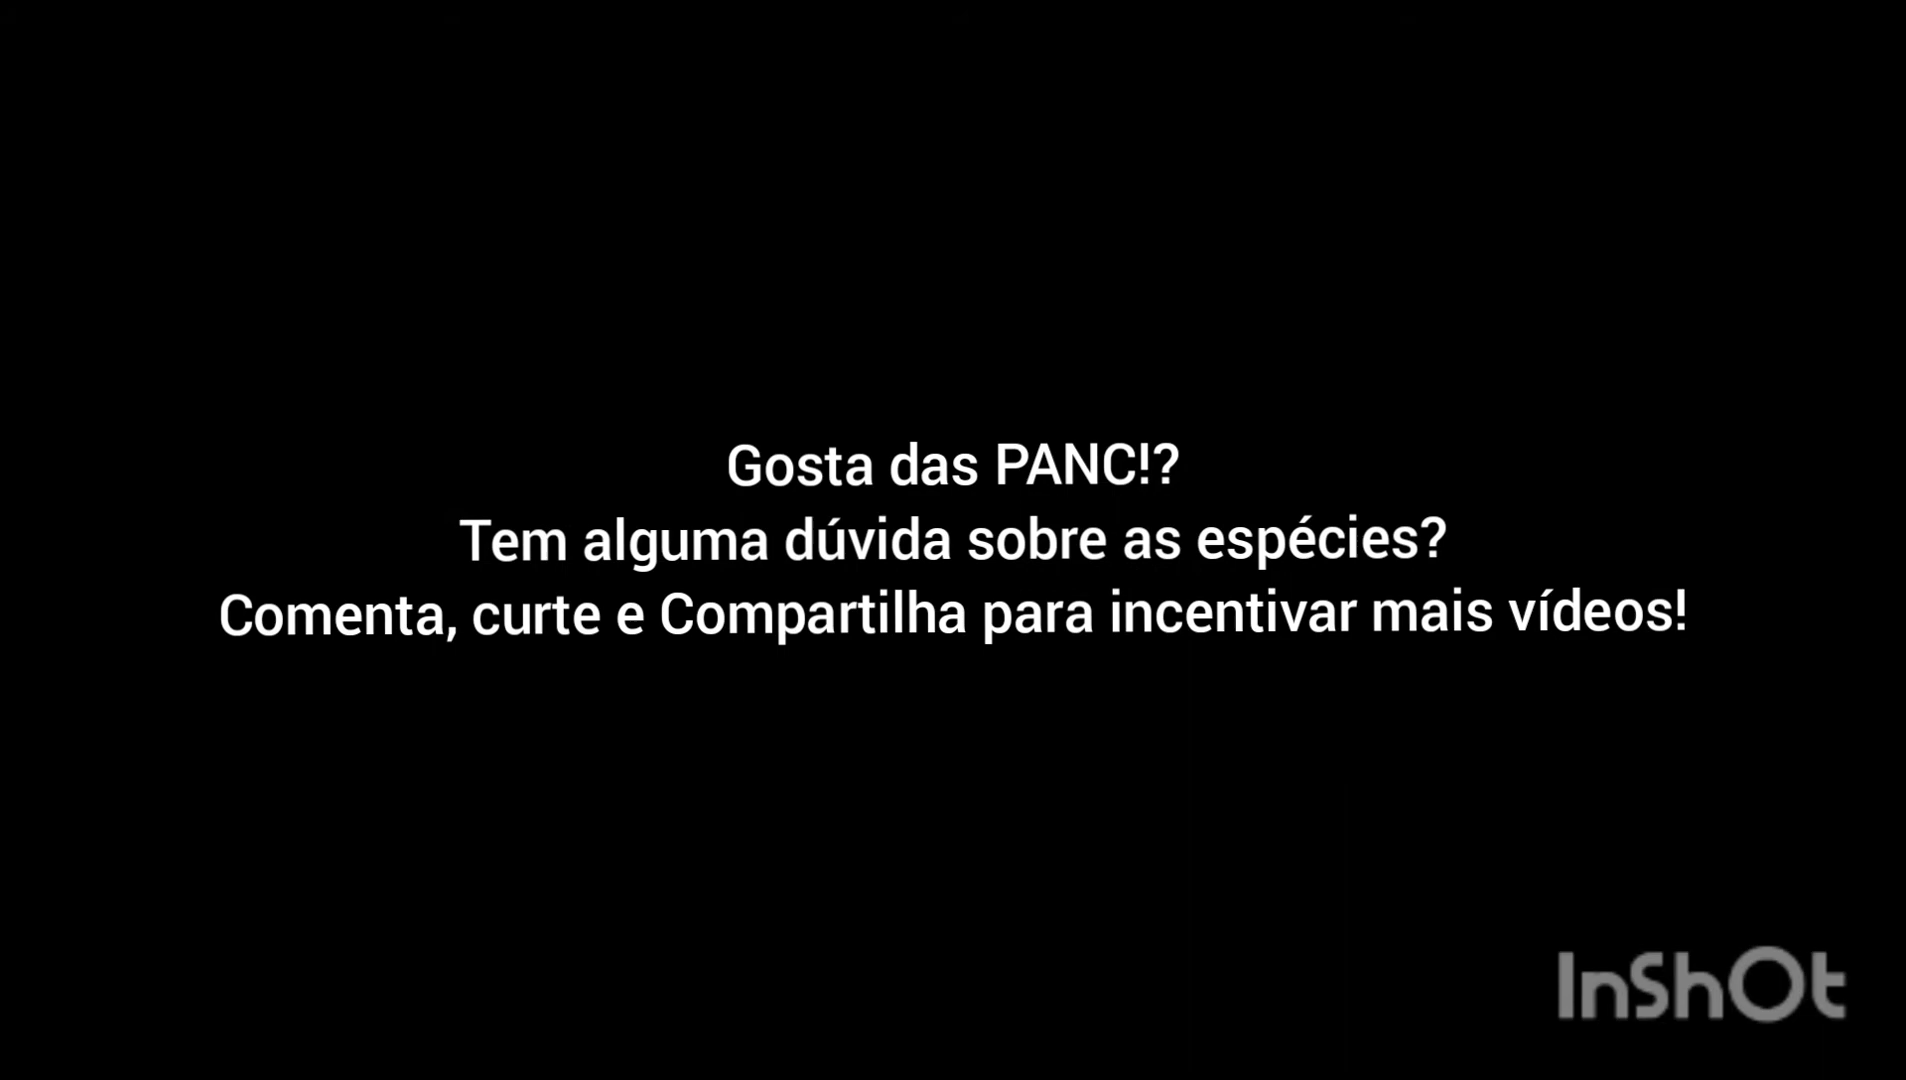 Gosta das PANC!?
Tem alguma dúvida sobre as espécies?
Comenta, curte e Compartilha para incentivar mais vídeos!
InShOt